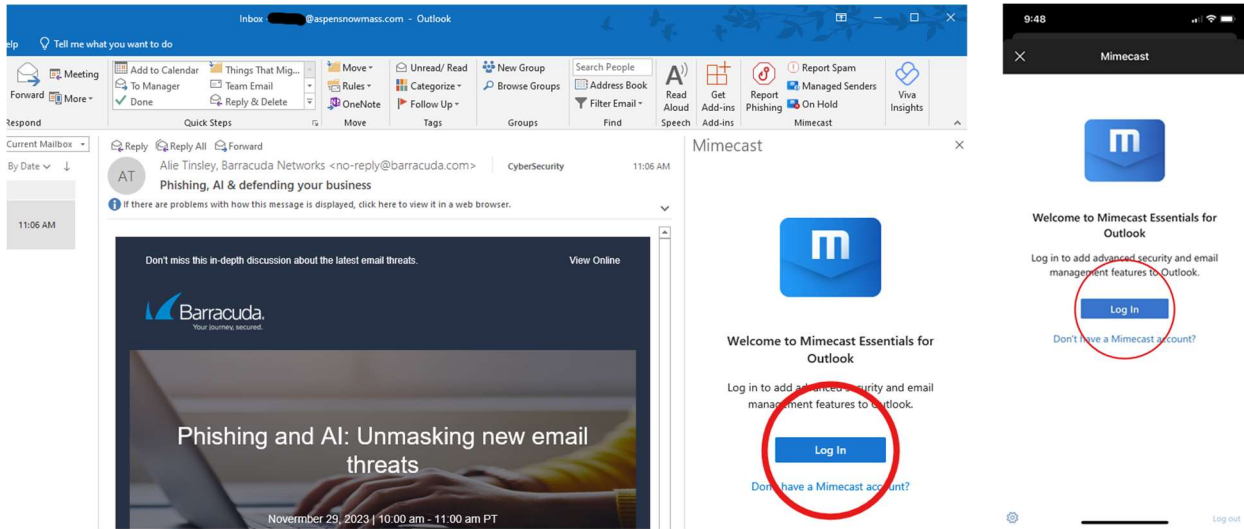 Inbox - @aspensnowmass.com - Outlook
elp Tell me what you want to do
Forward
Meeting
More
Respond
Add to Calendar
To Manager
Done
Things That Mig...
Team Email
Reply & Delete
Quick Steps
Move
Rules
OneNote
Move
Unread/ Read
Categorize
Follow Up
Tags
New Group
Browse Groups
Groups
Search People
Address Book
Filter Email
Find
Read
Aloud
Speech
Get
Add-ins
Add-ins
Report
Phishing
Report Spam
Managed Senders
On Hold
Mimecast
Viva
Insights
Current Mailbox
By Date
11:06 AM
Reply Reply All Forward
AT
Alie Tinsley, Barracuda Networks <no-reply@barracuda.com> CyberSecurity 11:06 AM
Phishing, AI & defending your business
If there are problems with how this message is displayed, click here to view it in a web browser.
Don't miss this in-depth discussion about the latest email threats. View Online
Barracuda.
Your journey, secured.
Phishing and AI: Unmasking new email
threats
November 29, 2023 | 10:00 am - 11:00 am PT
Mimecast
m
Welcome to Mimecast Essentials for
Outlook
Log in to add advanced security and email
management features to Outlook.
Log In
Don't have a Mimecast account?
9:48
Mimecast
m
Welcome to Mimecast Essentials for
Outlook
Log in to add advanced security and email
management features to Outlook.
Log In
Don't have a Mimecast account?
Log out